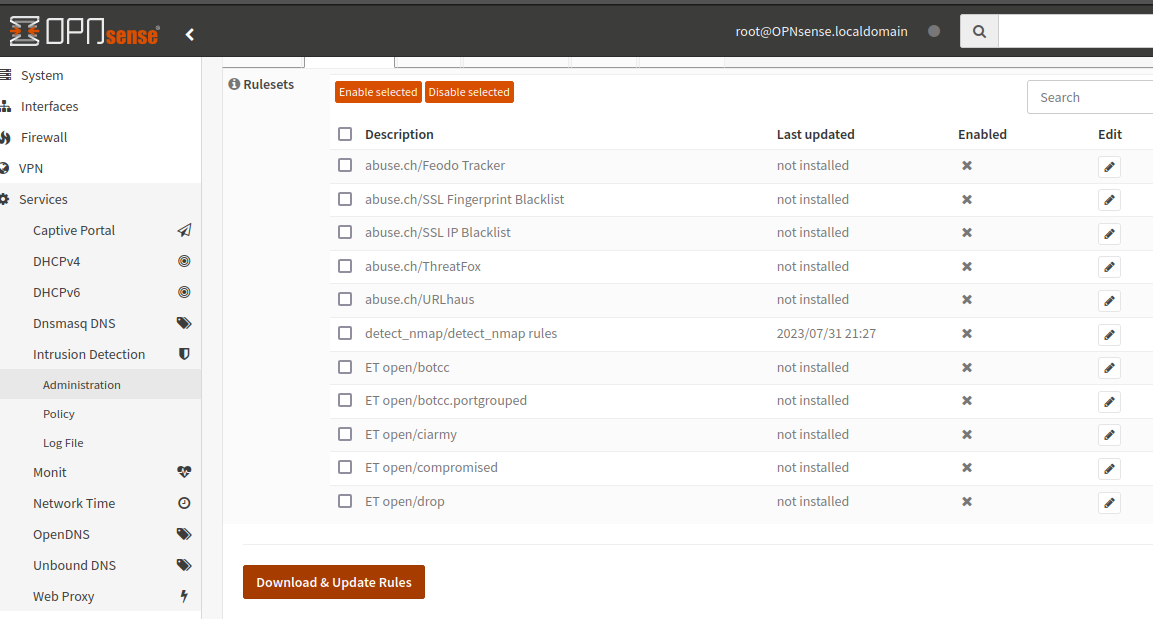 OPNsense
root@OPNsense.localdomain
System
Interfaces
Firewall
VPN
Services
Captive Portal
DHCPv4
DHCPv6
Dnsmasq DNS
Intrusion Detection
Administration
Policy
Log File
Monit
Network Time
OpenDNS
Unbound DNS
Web Proxy
Rulesets
Enable selected Disable selected
Search
Description Last updated Enabled Edit
abuse.ch/Feodo Tracker not installed
abuse.ch/SSL Fingerprint Blacklist not installed
abuse.ch/SSL IP Blacklist not installed
abuse.ch/ThreatFox not installed
abuse.ch/URLhaus not installed
detect_nmap/detect_nmap rules 2023/07/31 21:27
ET open/botcc not installed
ET open/botcc.portgrouped not installed
ET open/ciarmy not installed
ET open/compromised not installed
ET open/drop not installed
Download & Update Rules